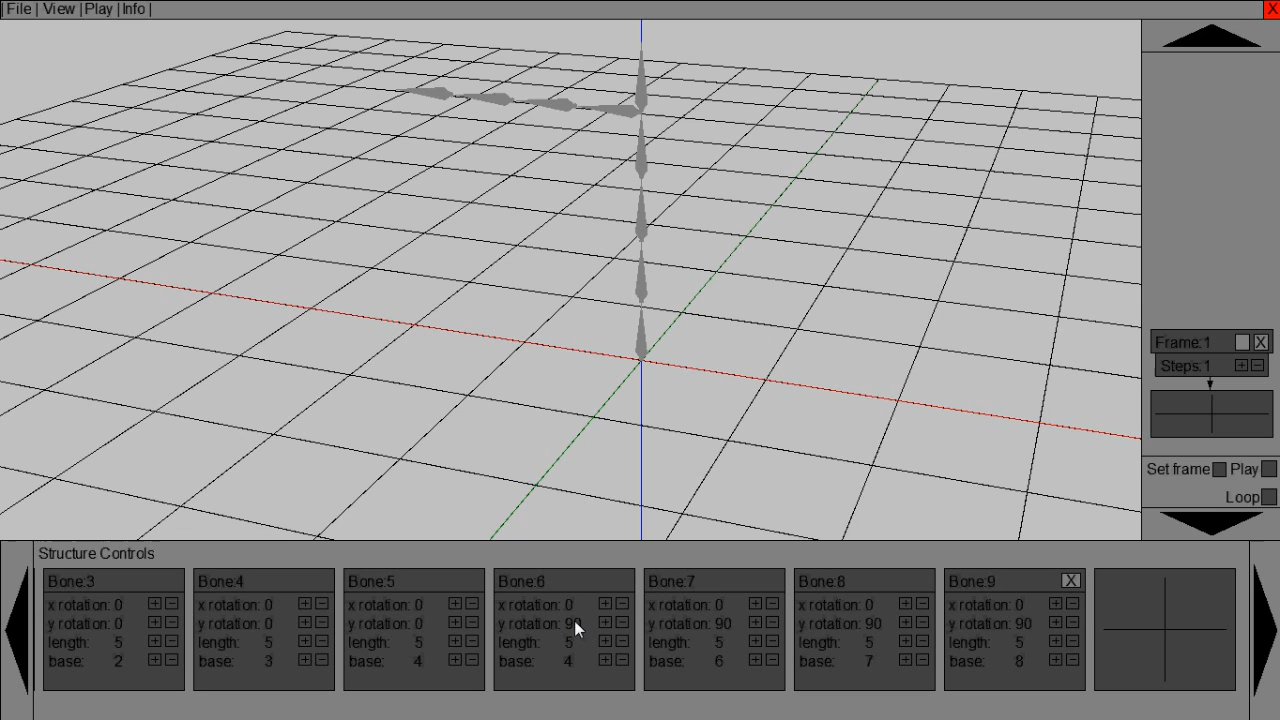 | File | View | Play | Info |
X
Frame:1 X
Steps:1 + −
Set frame Play
Loop
Structure Controls
Bone:3 Bone:4 Bone:5 Bone:6 Bone:7 Bone:8 Bone:9 X
x rotation: 0 + − x rotation: 0 + − x rotation: 0 + − x rotation: 0 + − x rotation: 0 + − x rotation: 0 + − x rotation: 0 + −
y rotation: 0 + − y rotation: 0 + − y rotation: 0 + − y rotation: 90 + − y rotation: 90 + − y rotation: 90 + − y rotation: 90 + −
length: 5 + − length: 5 + − length: 5 + − length: 5 + − length: 5 + − length: 5 + − length: 5 + −
base: 2 + − base: 3 + − base: 4 + − base: 4 + − base: 6 + − base: 7 + − base: 8 + −